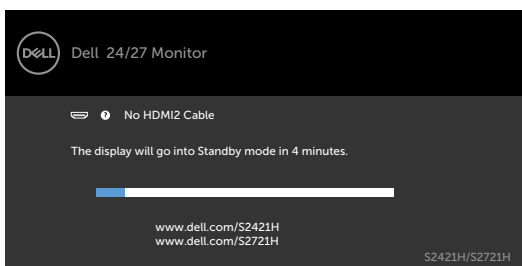 DELL
Dell 24/27 Monitor
? No HDMI2 Cable
The display will go into Standby mode in 4 minutes.
www.dell.com/S2421H
www.dell.com/S2721H
S2421H/S2721H